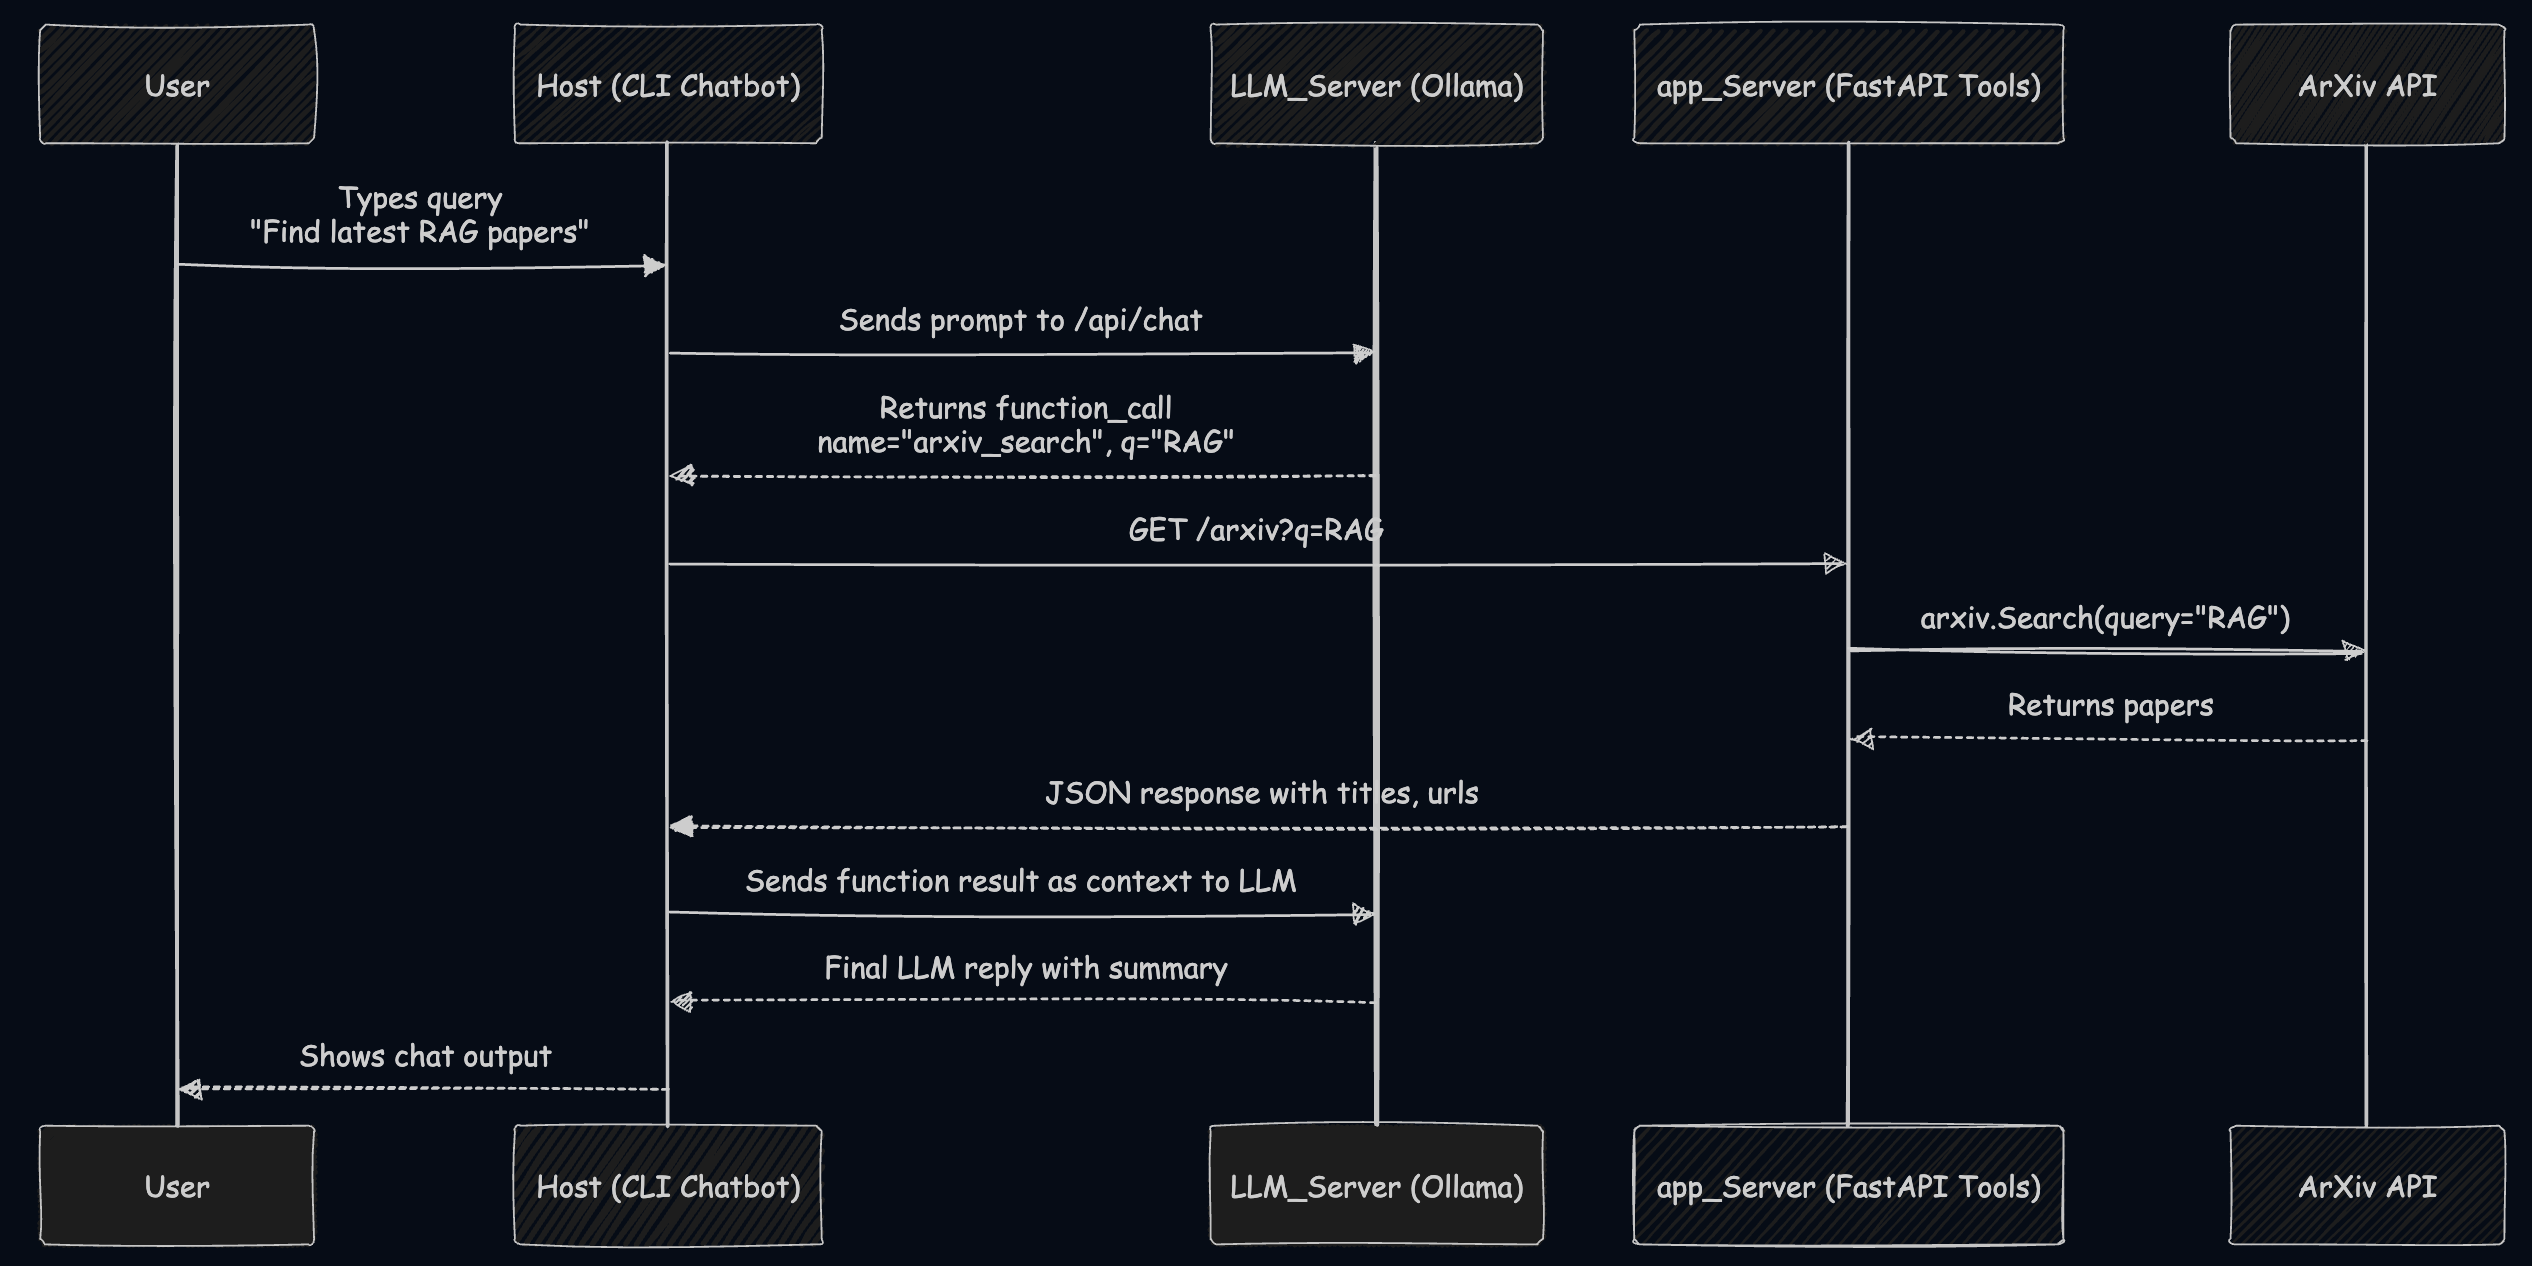 User
Host (CLI Chatbot)
LLM_Server (Ollama)
app_Server (FastAPI Tools)
ArXiv API
Types query
"Find latest RAG papers"
Sends prompt to /api/chat
Returns function_call
name="arxiv_search", q="RAG"
GET /arxiv?q=RAG
arxiv.Search(query="RAG")
Returns papers
JSON response with titles, urls
Sends function result as context to LLM
Final LLM reply with summary
Shows chat output
User
Host (CLI Chatbot)
LLM_Server (Ollama)
app_Server (FastAPI Tools)
ArXiv API